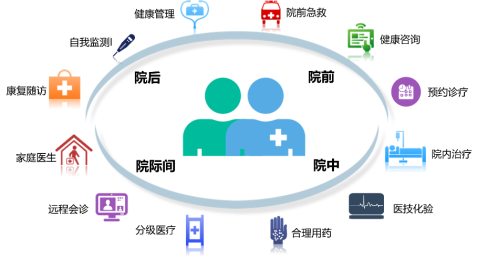 健康管理
院前急救
自我监测I
健康咨询
院后
院前
康复随访
预约诊疗
家庭医生
院内治疗
院际间
院中
远程会诊
医技化验
分级医疗
合理用药